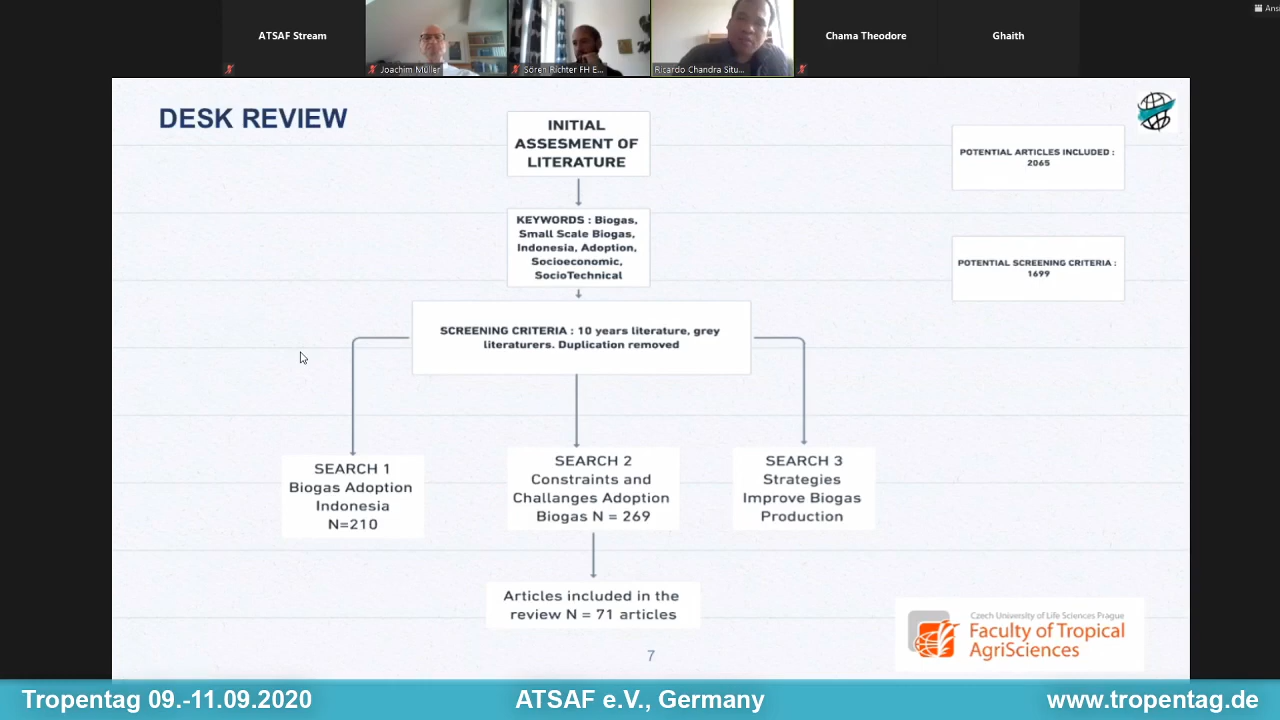 Ans
ATSAF Stream
Joachim Müller
Sören Richter FH E...
Ricardo Chandra Situ...
Chama Theodore
Ghaith
DESK REVIEW
INITIAL
ASSESMENT OF
LITERATURE
POTENTIAL ARTICLES INCLUDED :
2065
KEYWORDS : Biogas,
Small Scale Biogas,
Indonesia, Adoption,
Socioeconomic,
SocioTechnical
POTENTIAL SCREENING CRITERIA :
1699
SCREENING CRITERIA : 10 years literature, grey
literaturers. Duplication removed
SEARCH 1
Biogas Adoption
Indonesia
N=210
SEARCH 2
Constraints and
Challanges Adoption
Biogas N = 269
SEARCH 3
Strategies
Improve Biogas
Production
Articles included in the
review N = 71 articles
7
Czech University of Life Sciences Prague
Faculty of Tropical
AgriSciences
Tropentag 09.-11.09.2020
ATSAF e.V., Germany
www.tropentag.de